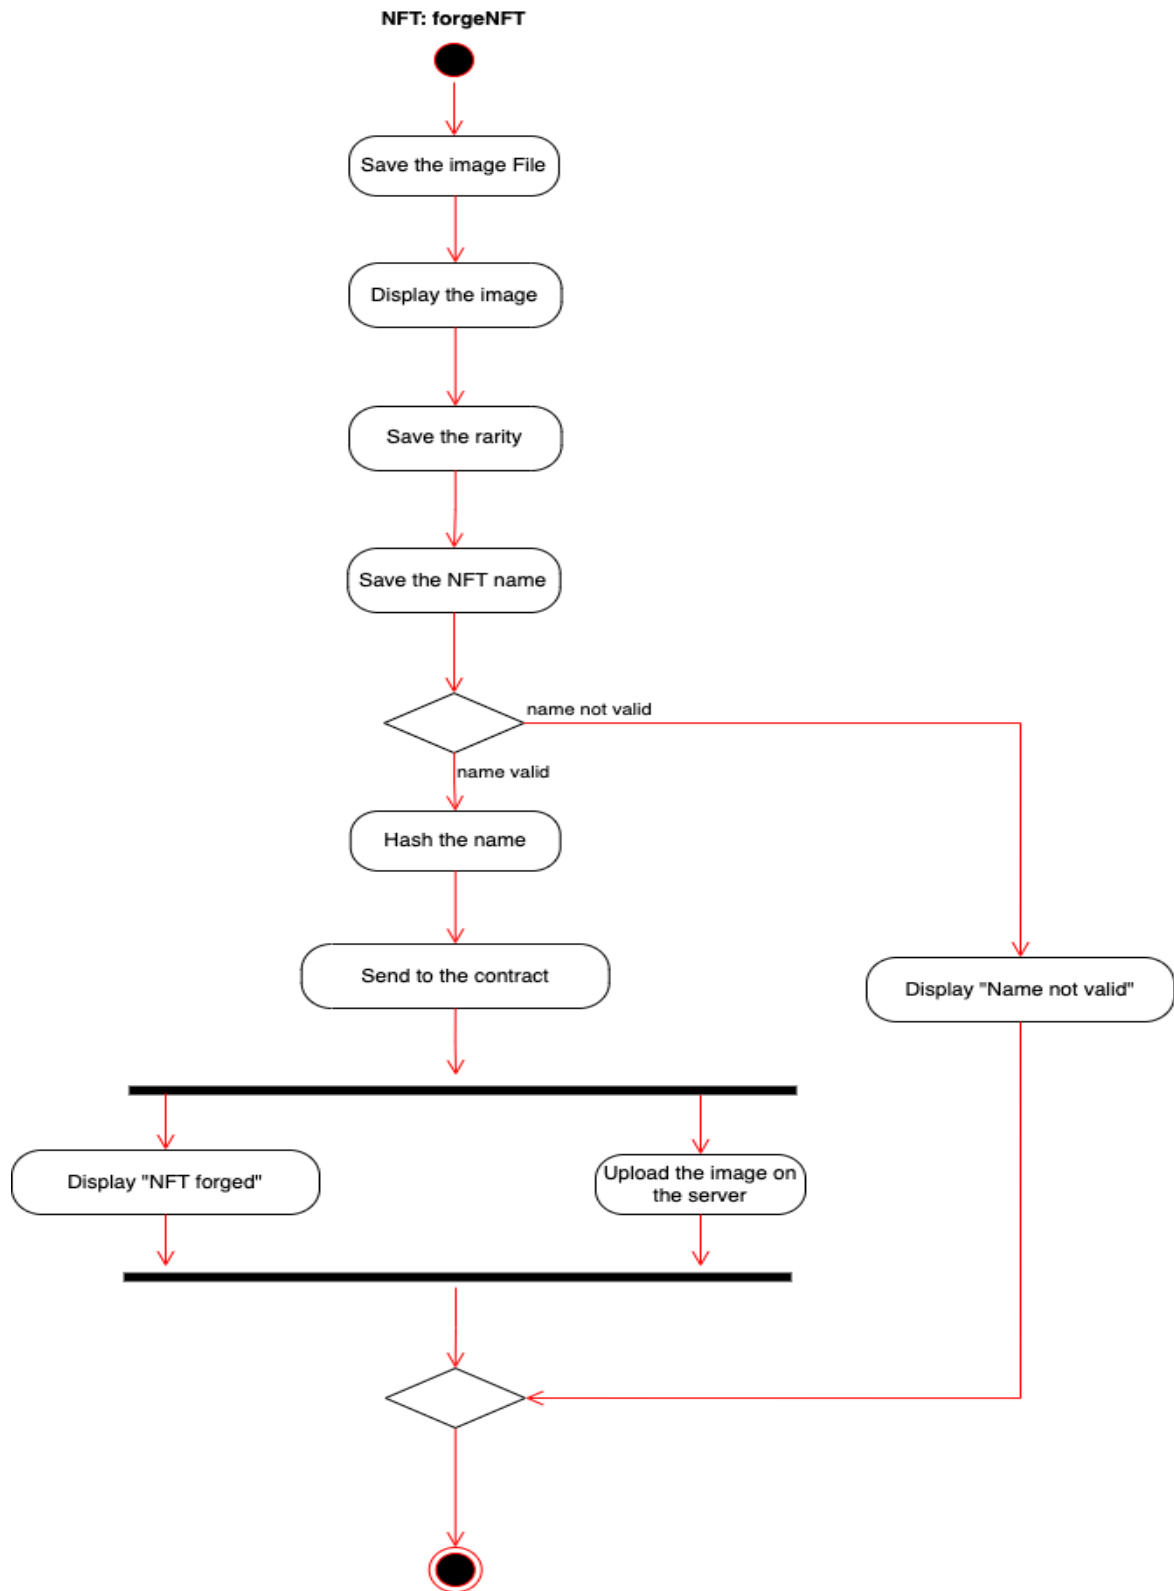 NFT: forgeNFT
Save the image File
Display the image
Save the rarity
Save the NFT name
name not valid
name valid
Hash the name
Send to the contract
Display "Name not valid"
Display "NFT forged"
Upload the image on
the server